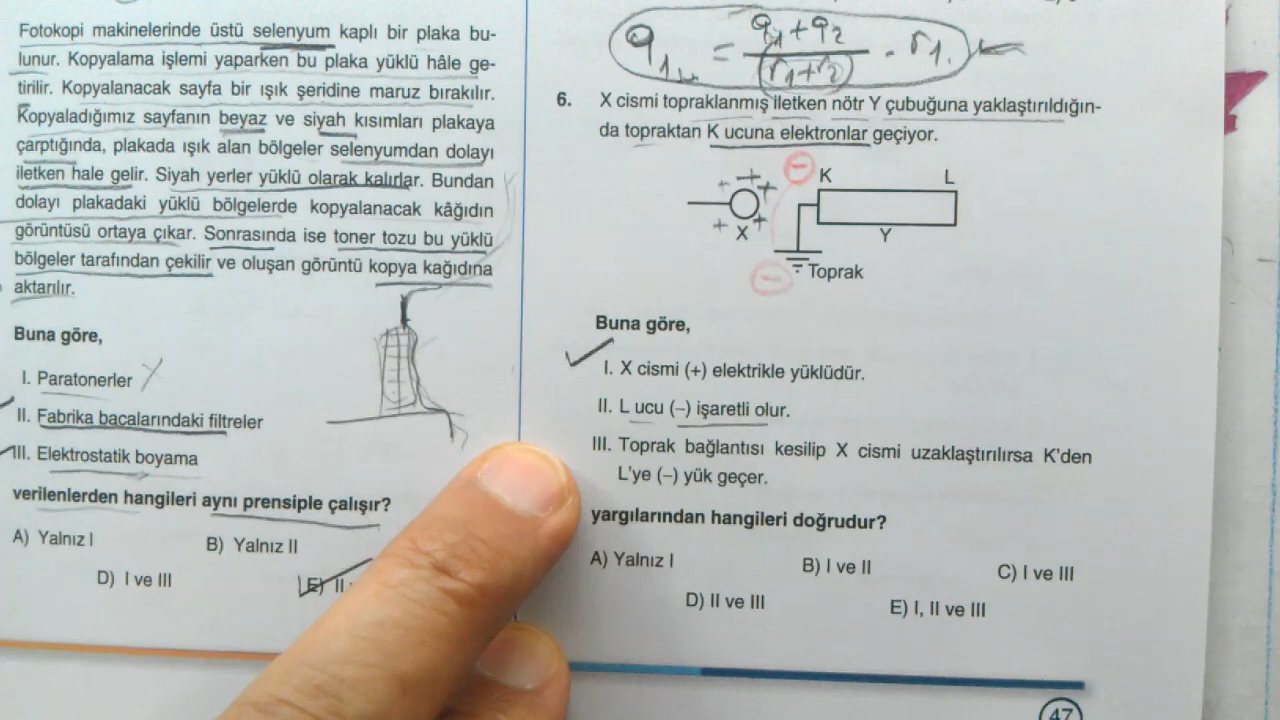 Fotokopi makinelerinde üstü selenyum kaplı bir plaka bu-
lunur. Kopyalama işlemi yaparken bu plaka yüklü hâle ge-
tirilir. Kopyalanacak sayfa bir ışık şeridine maruz bırakılır.
Kopyaladığımız sayfanın beyaz ve siyah kısımları plakaya
çarptığında, plakada ışık alan bölgeler selenyumdan dolayı
iletken hale gelir. Siyah yerler yüklü olarak kalırlar. Bundan
dolayı plakadaki yüklü bölgelerde kopyalanacak kâğıdın
görüntüsü ortaya çıkar. Sonrasında ise toner tozu bu yüklü
bölgeler tarafından çekilir ve oluşan görüntü kopya kağıdına
aktarılır.
Buna göre,
I. Paratonerler
II. Fabrika bacalarındaki filtreler
III. Elektrostatik boyama
verilenlerden hangileri aynı prensiple çalışır?
A) Yalnız I
B) Yalnız II
D) I ve III
E) II
q1 = q1+q2 / (r1+r2) . r1.
6. X cismi topraklanmış iletken nötr Y çubuğuna yaklaştırıldığın-
da topraktan K ucuna elektronlar geçiyor.
K L
X
Y
Toprak
Buna göre,
I. X cismi (+) elektrikle yüklüdür.
II. L ucu (–) işaretli olur.
III. Toprak bağlantısı kesilip X cismi uzaklaştırılırsa K'den
L'ye (–) yük geçer.
yargılarından hangileri doğrudur?
A) Yalnız I
B) I ve II
C) I ve III
D) II ve III
E) I, II ve III
47